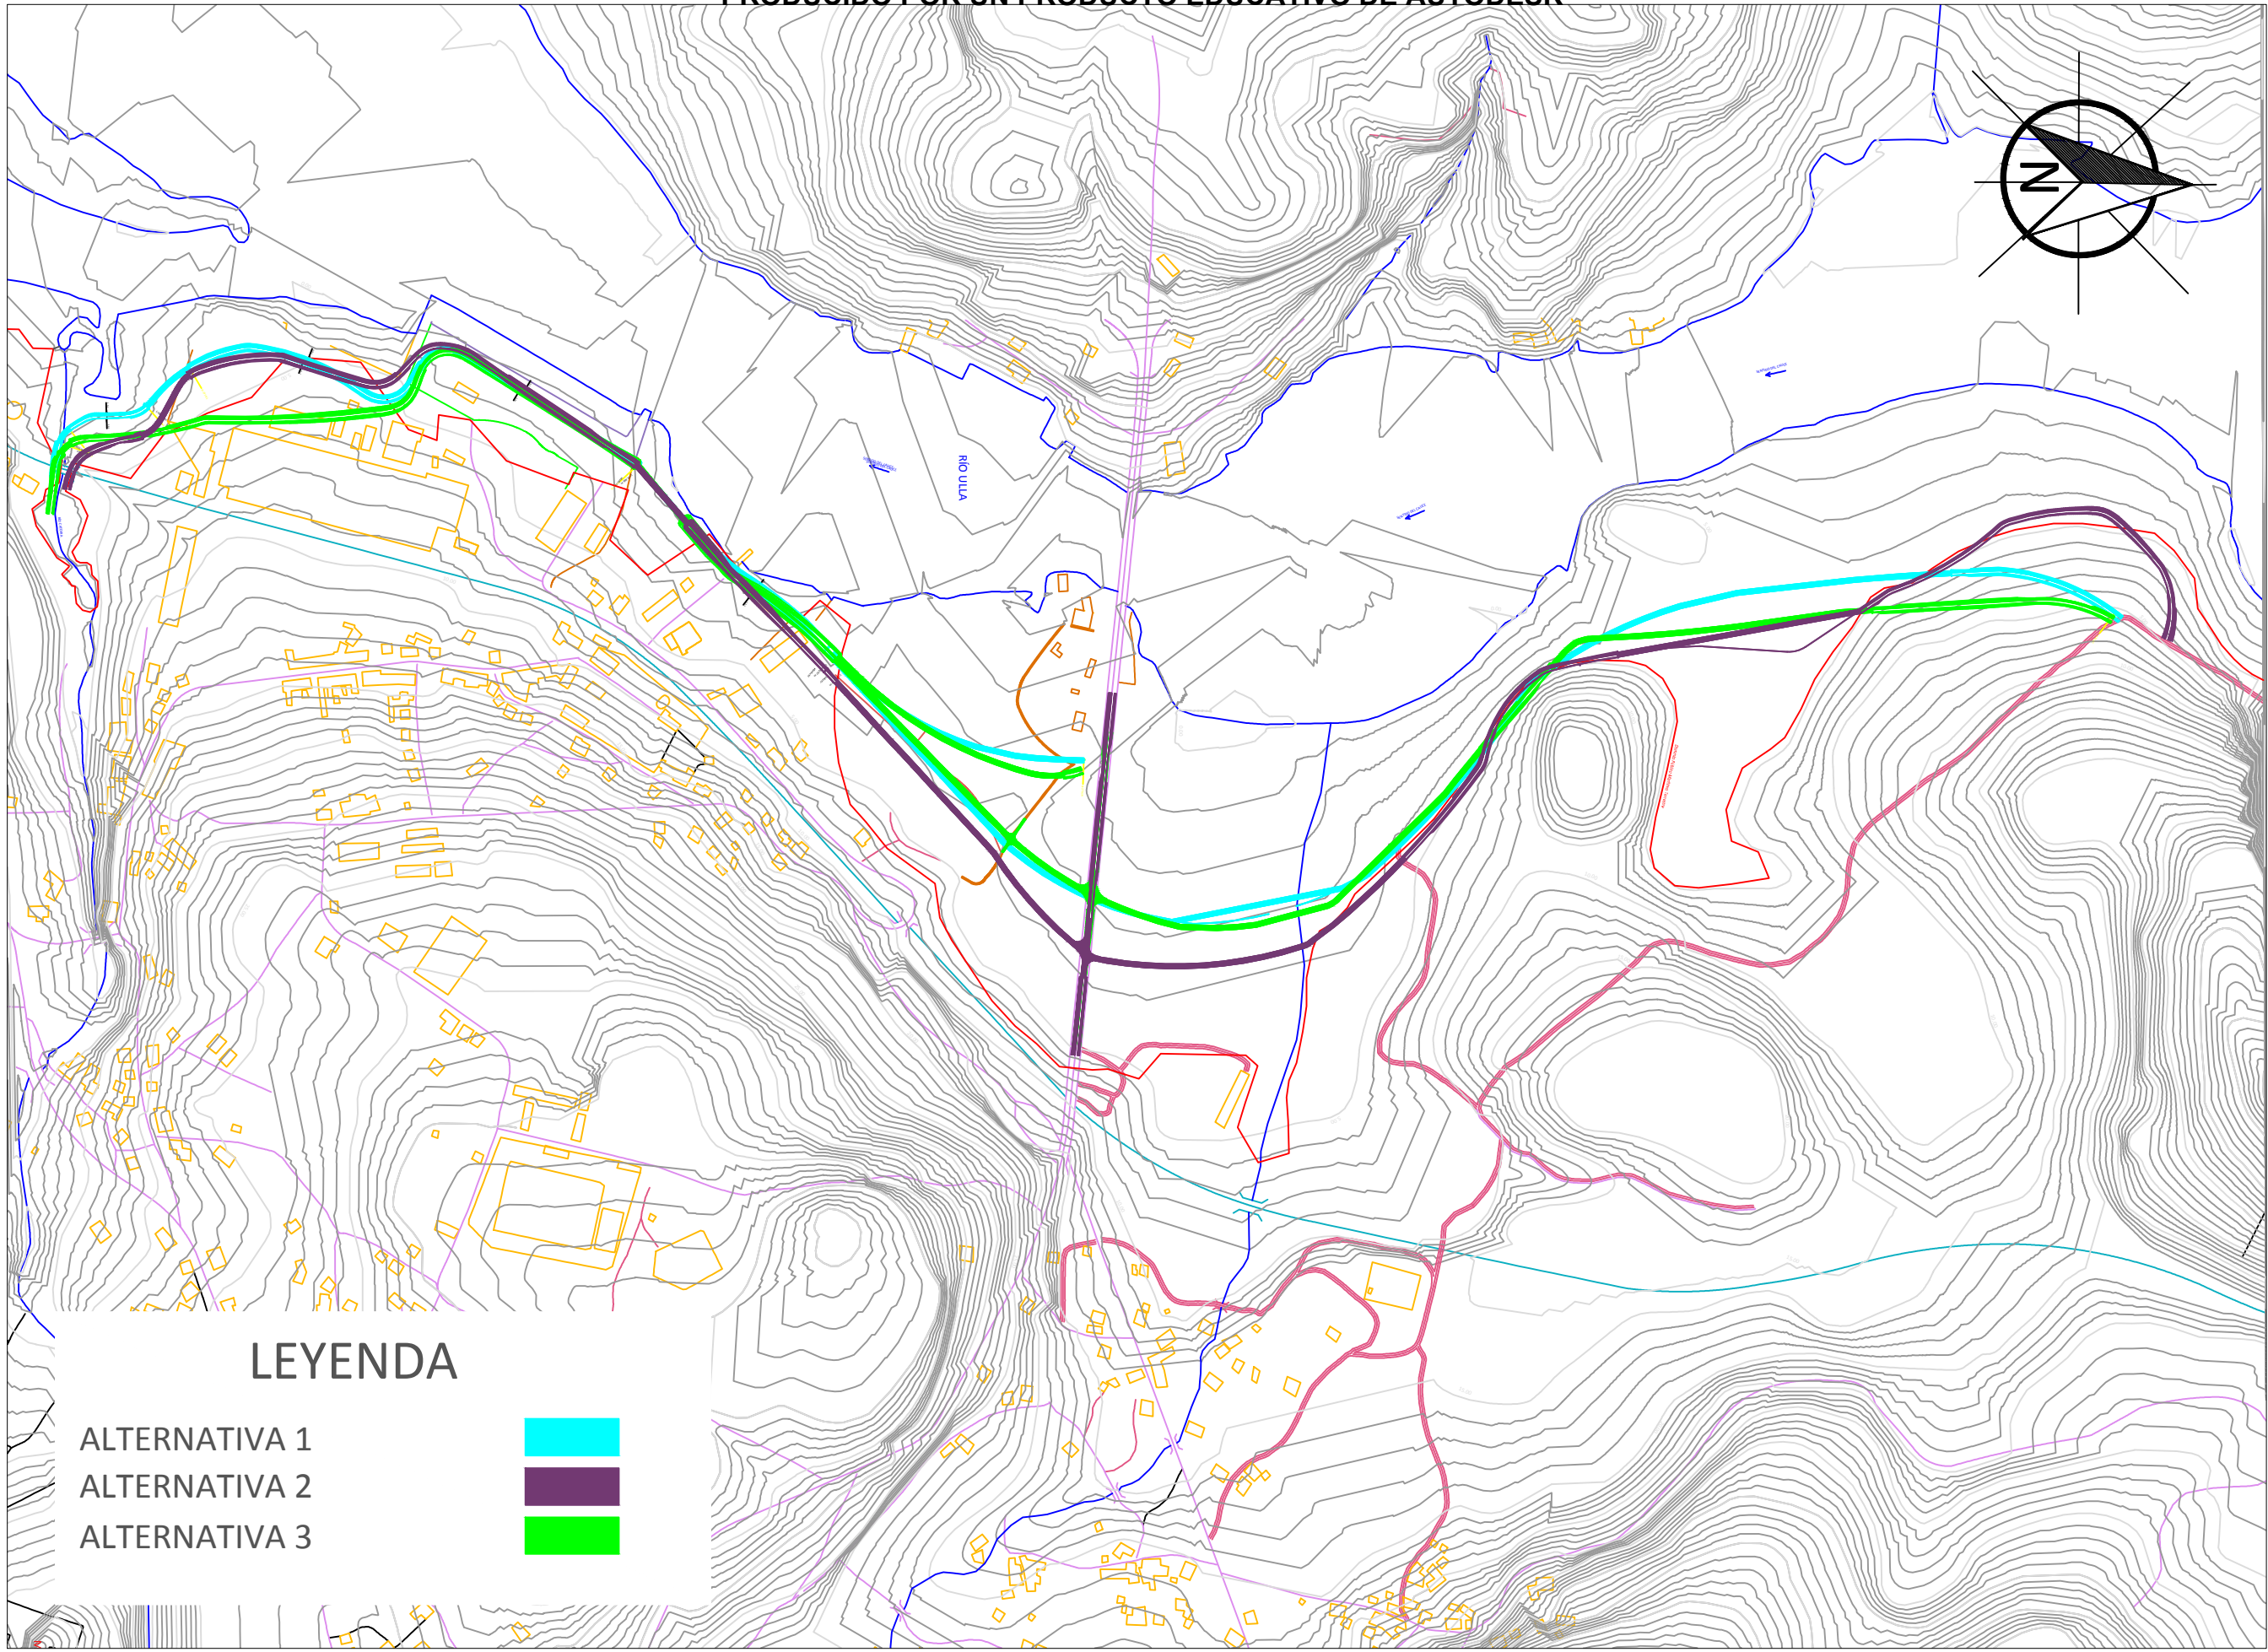 PRODUCIDO POR UN PRODUCTO EDUCATIVO DE AUTODESK
N
RÍO ULLA
LEYENDA
ALTERNATIVA 1
ALTERNATIVA 2
ALTERNATIVA 3